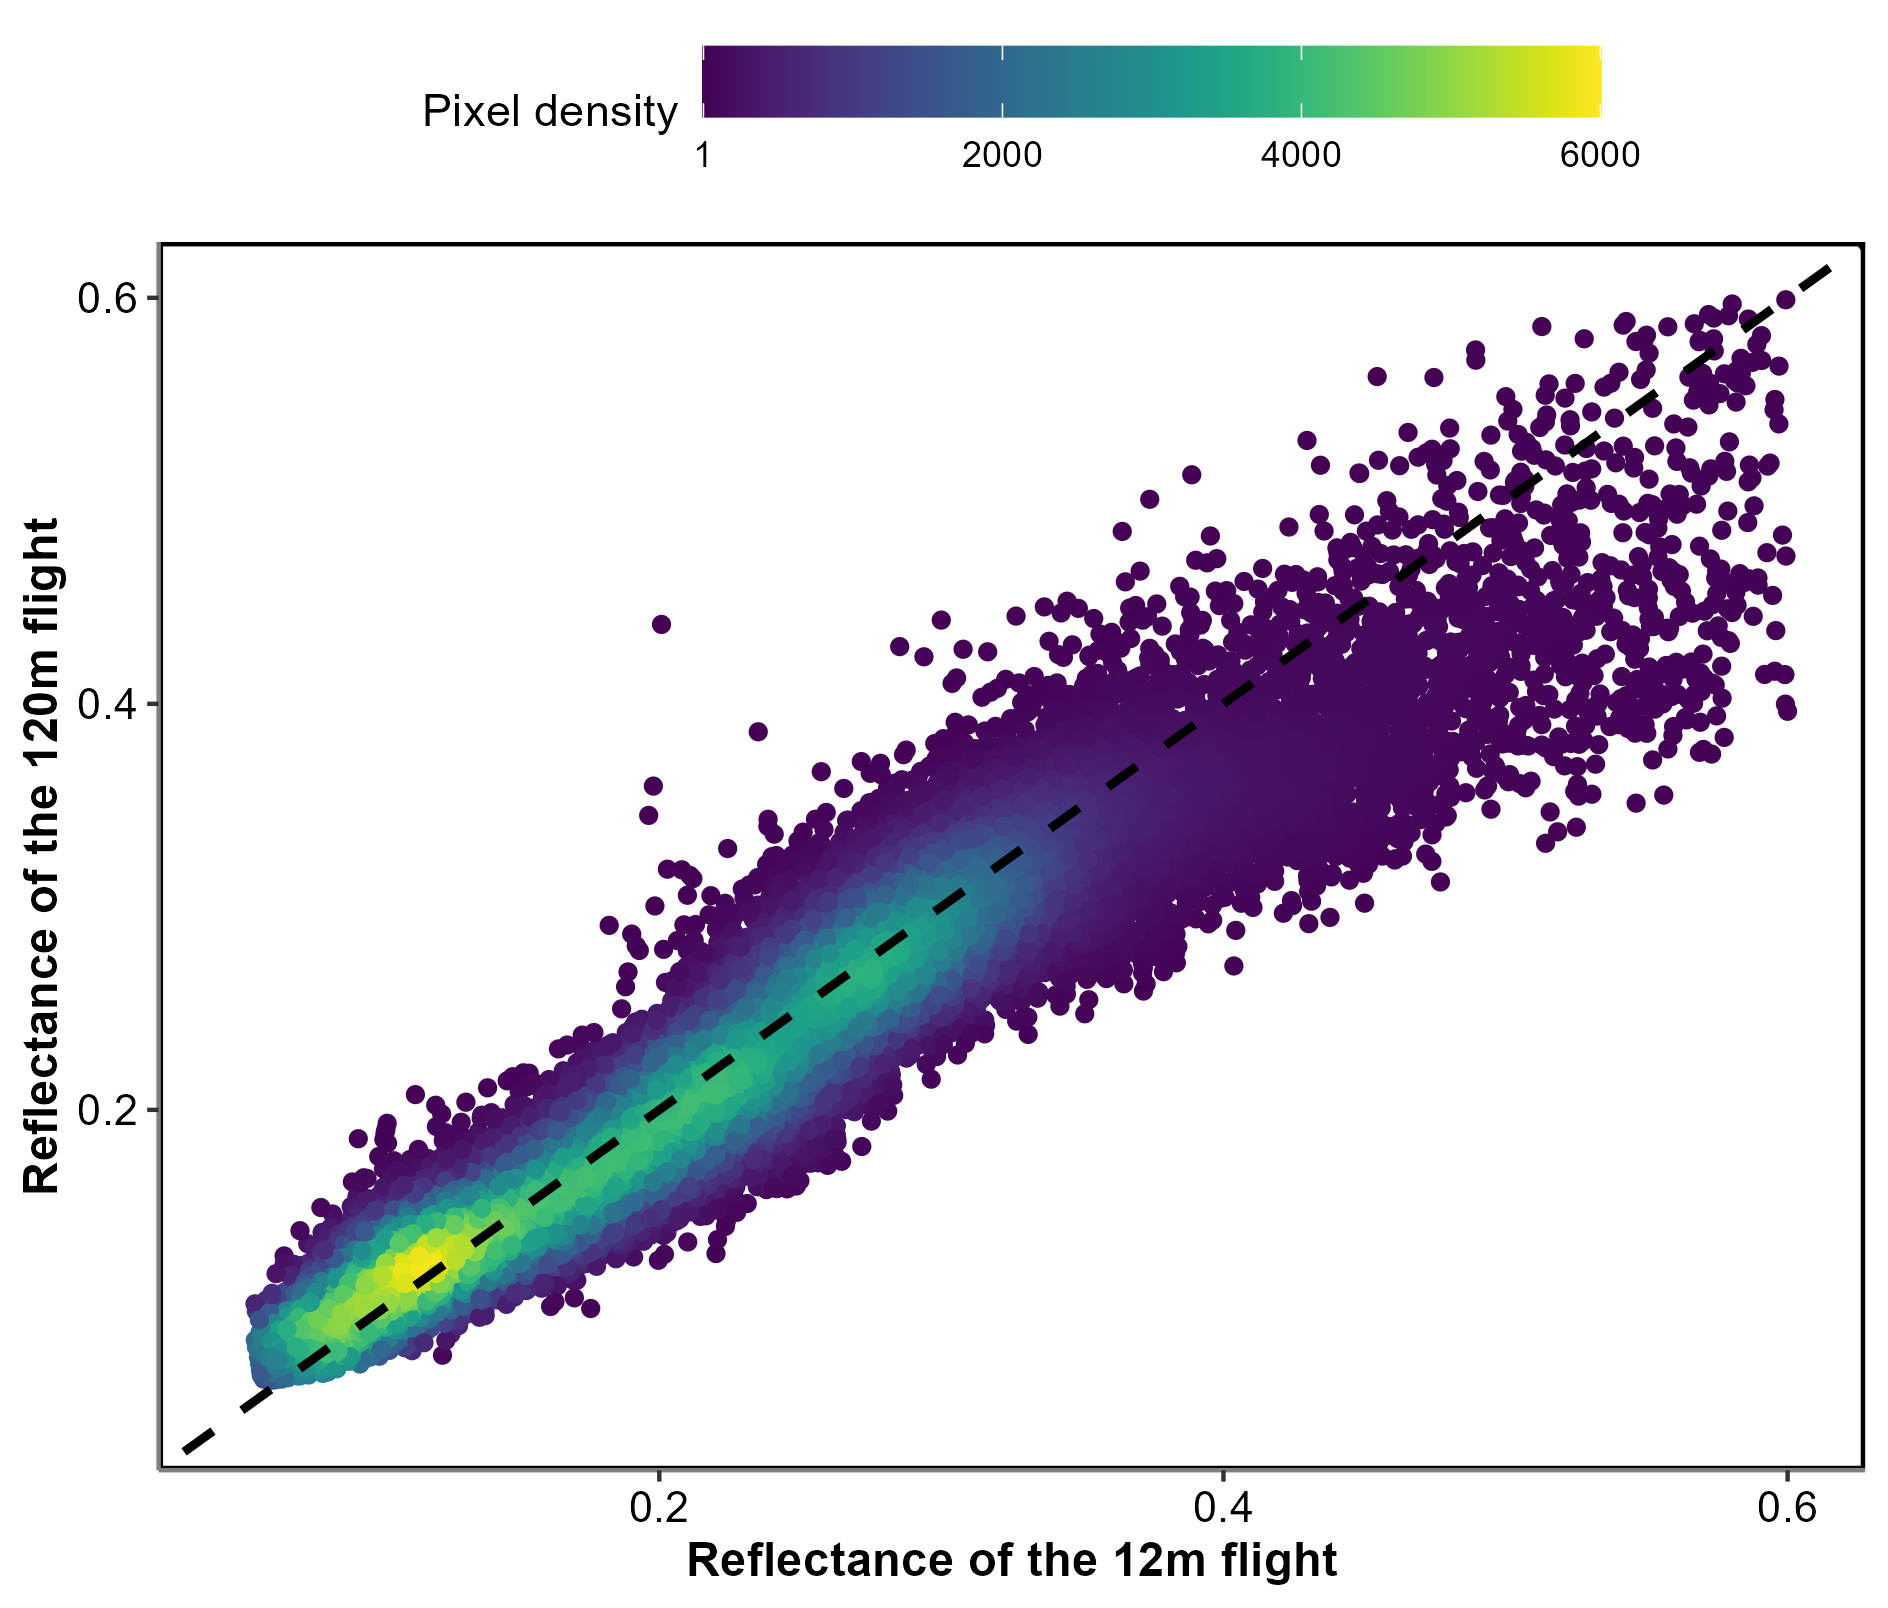 Pixel density
1 2000 4000 6000
0.6
0.4
0.2
Reflectance of the 120m flight
0.2 0.4 0.6
Reflectance of the 12m flight